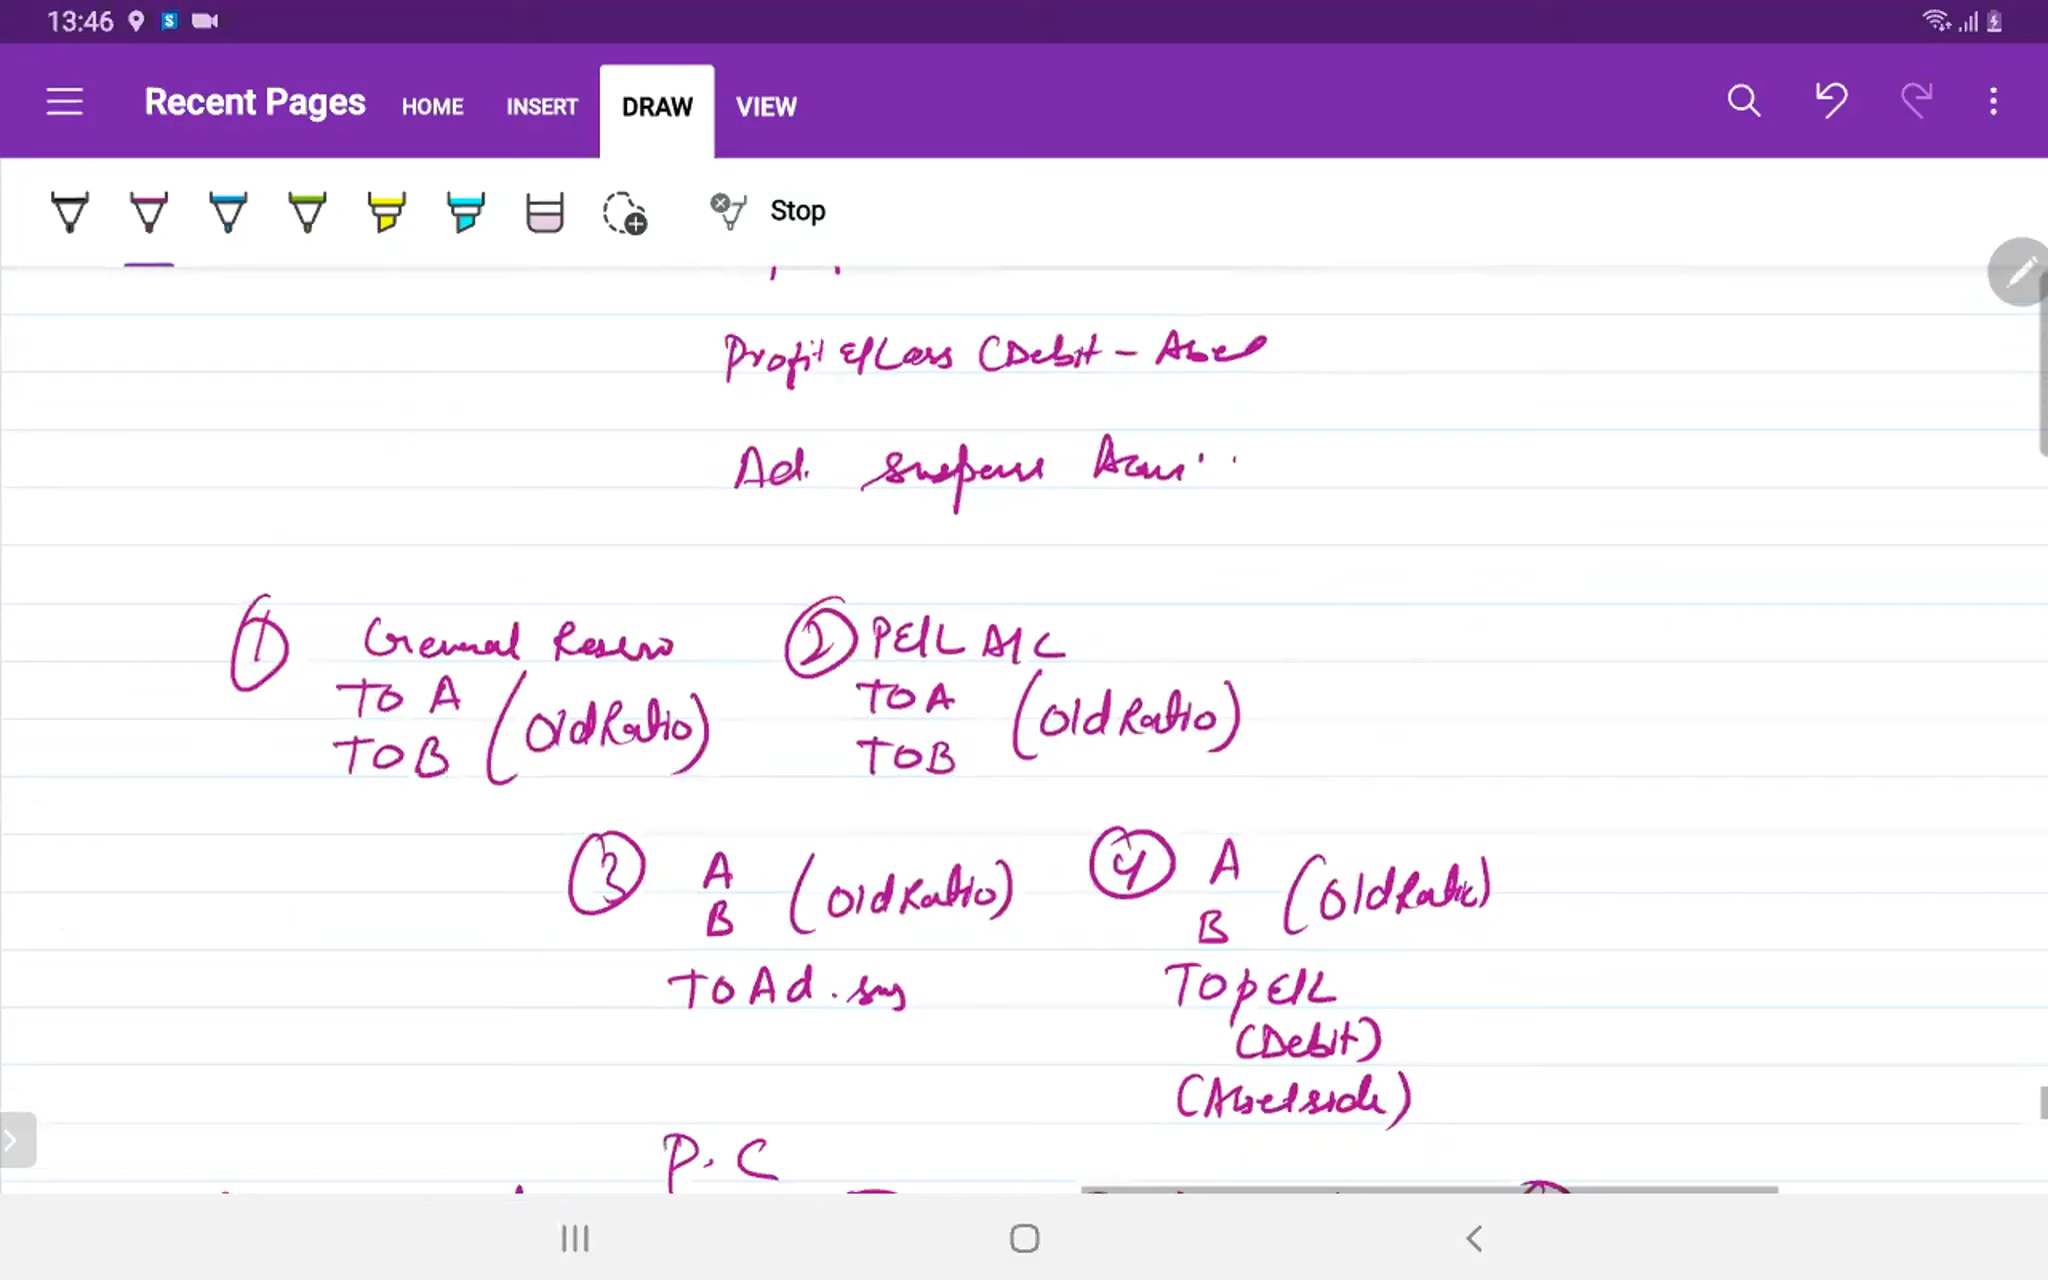 13:46
Recent Pages HOME INSERT DRAW VIEW
Stop
Profit & Loss (Debit - Asset
Ad. suspense
① General Reserve
TO A
TO B (Old Ratio)
② P&L A/C
TO A
TO B (Old Ratio)
③ A
B (Old Ratio)
TO Ad. sus
④ A
B (Old Ratio)
TO P&L
(Debit)
(Asset side)
P. C